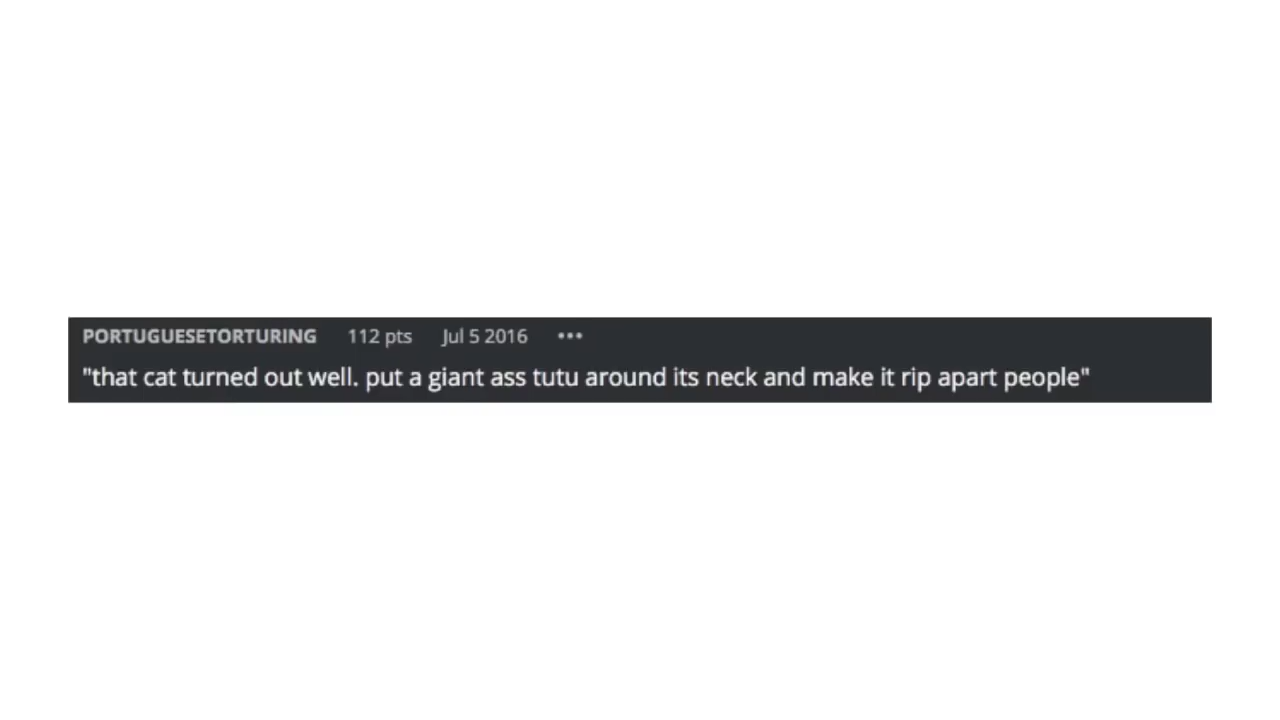 PORTUGUESETORTURING 112 pts Jul 5 2016 •••
"that cat turned out well. put a giant ass tutu around its neck and make it rip apart people"